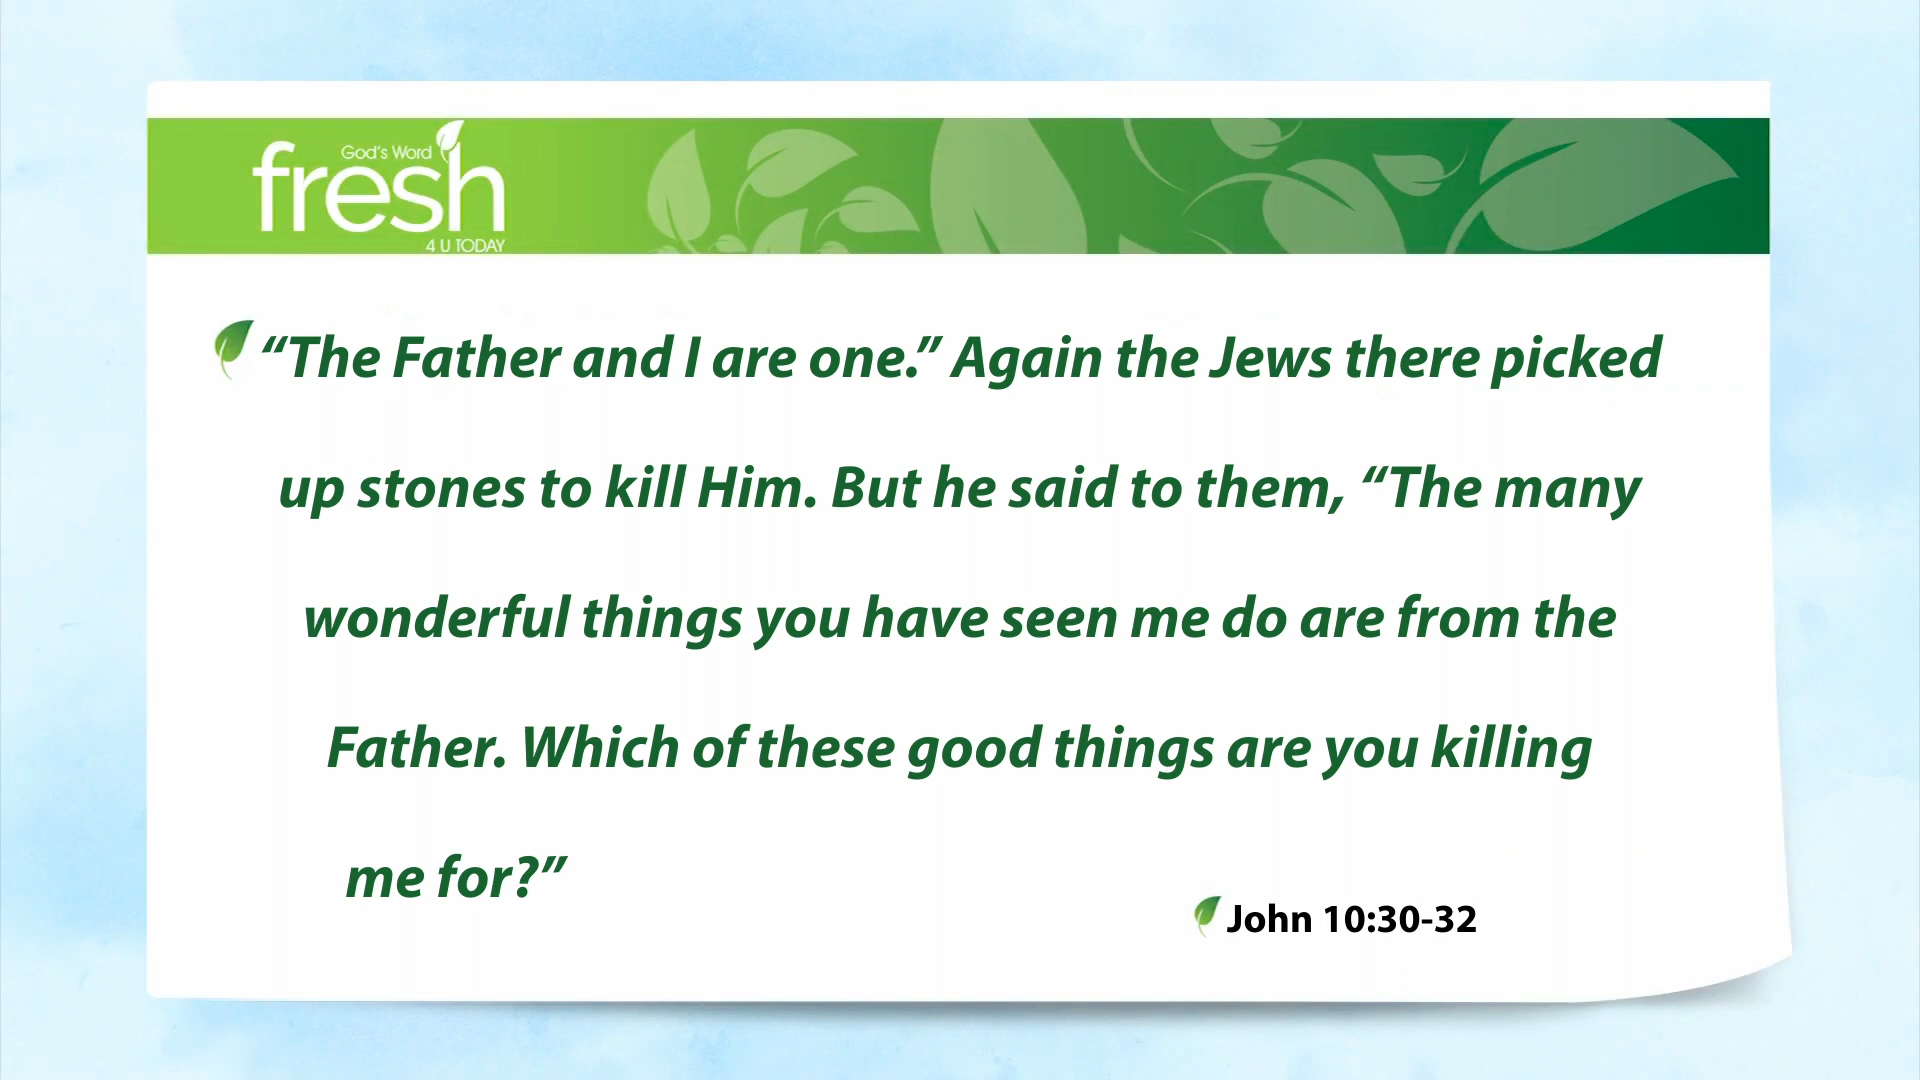 God's Word
fresh
4 U TODAY
“The Father and I are one.” Again the Jews there picked
up stones to kill Him. But he said to them, “The many
wonderful things you have seen me do are from the
Father. Which of these good things are you killing
me for?”
John 10:30-32